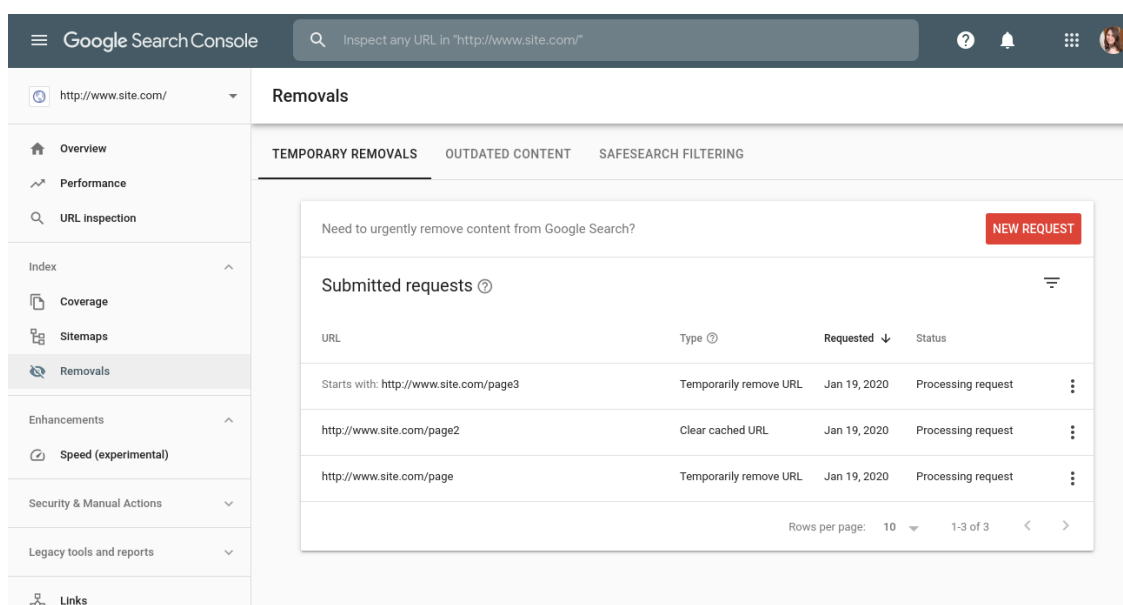 Google Search Console
Inspect any URL in "http://www.site.com/"
http://www.site.com/
Removals
Overview
Performance
URL inspection
Index
Coverage
Sitemaps
Removals
Enhancements
Speed (experimental)
Security & Manual Actions
Legacy tools and reports
Links
TEMPORARY REMOVALS OUTDATED CONTENT SAFESEARCH FILTERING
Need to urgently remove content from Google Search? NEW REQUEST
Submitted requests
URL Type Requested Status
Starts with: http://www.site.com/page3 Temporarily remove URL Jan 19, 2020 Processing request
http://www.site.com/page2 Clear cached URL Jan 19, 2020 Processing request
http://www.site.com/page Temporarily remove URL Jan 19, 2020 Processing request
Rows per page: 10 1-3 of 3